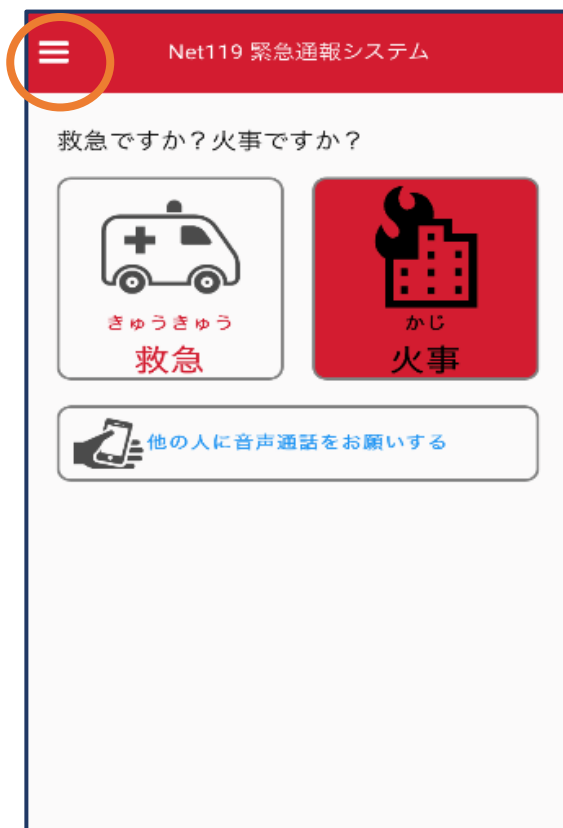 Net119 緊急通報システム
救急ですか？火事ですか？
きゅうきゅう
救急
かじ
火事
他の人に音声通話をお願いする